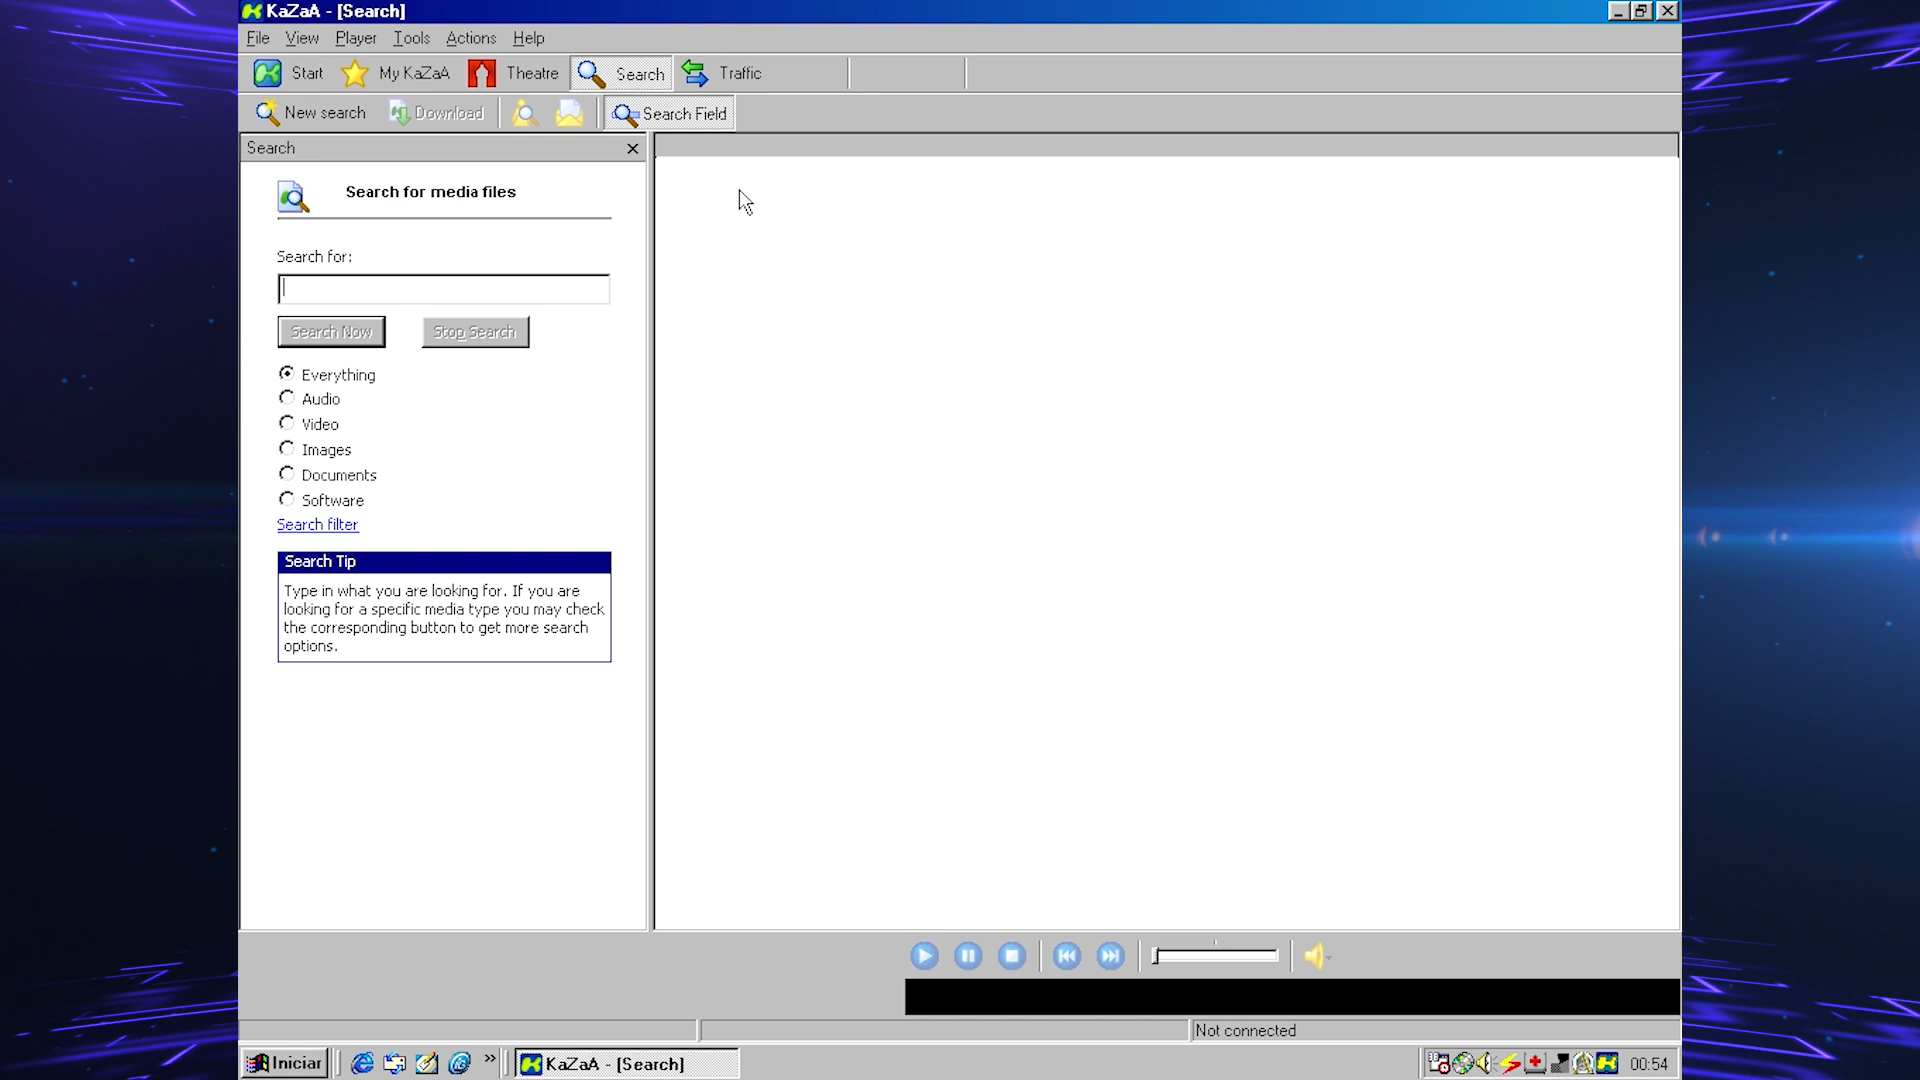 KaZaA - [Search]
File View Player Tools Actions Help
Start My KaZaA Theatre Search Traffic
New search Download Search Field
Search
Search for media files
Search for:
Search Now Stop Search
Everything
Audio
Video
Images
Documents
Software
Search filter
Search Tip
Type in what you are looking for. If you are
looking for a specific media type you may check
the corresponding button to get more search
options.
Not connected
Iniciar » KaZaA - [Search] 00:54